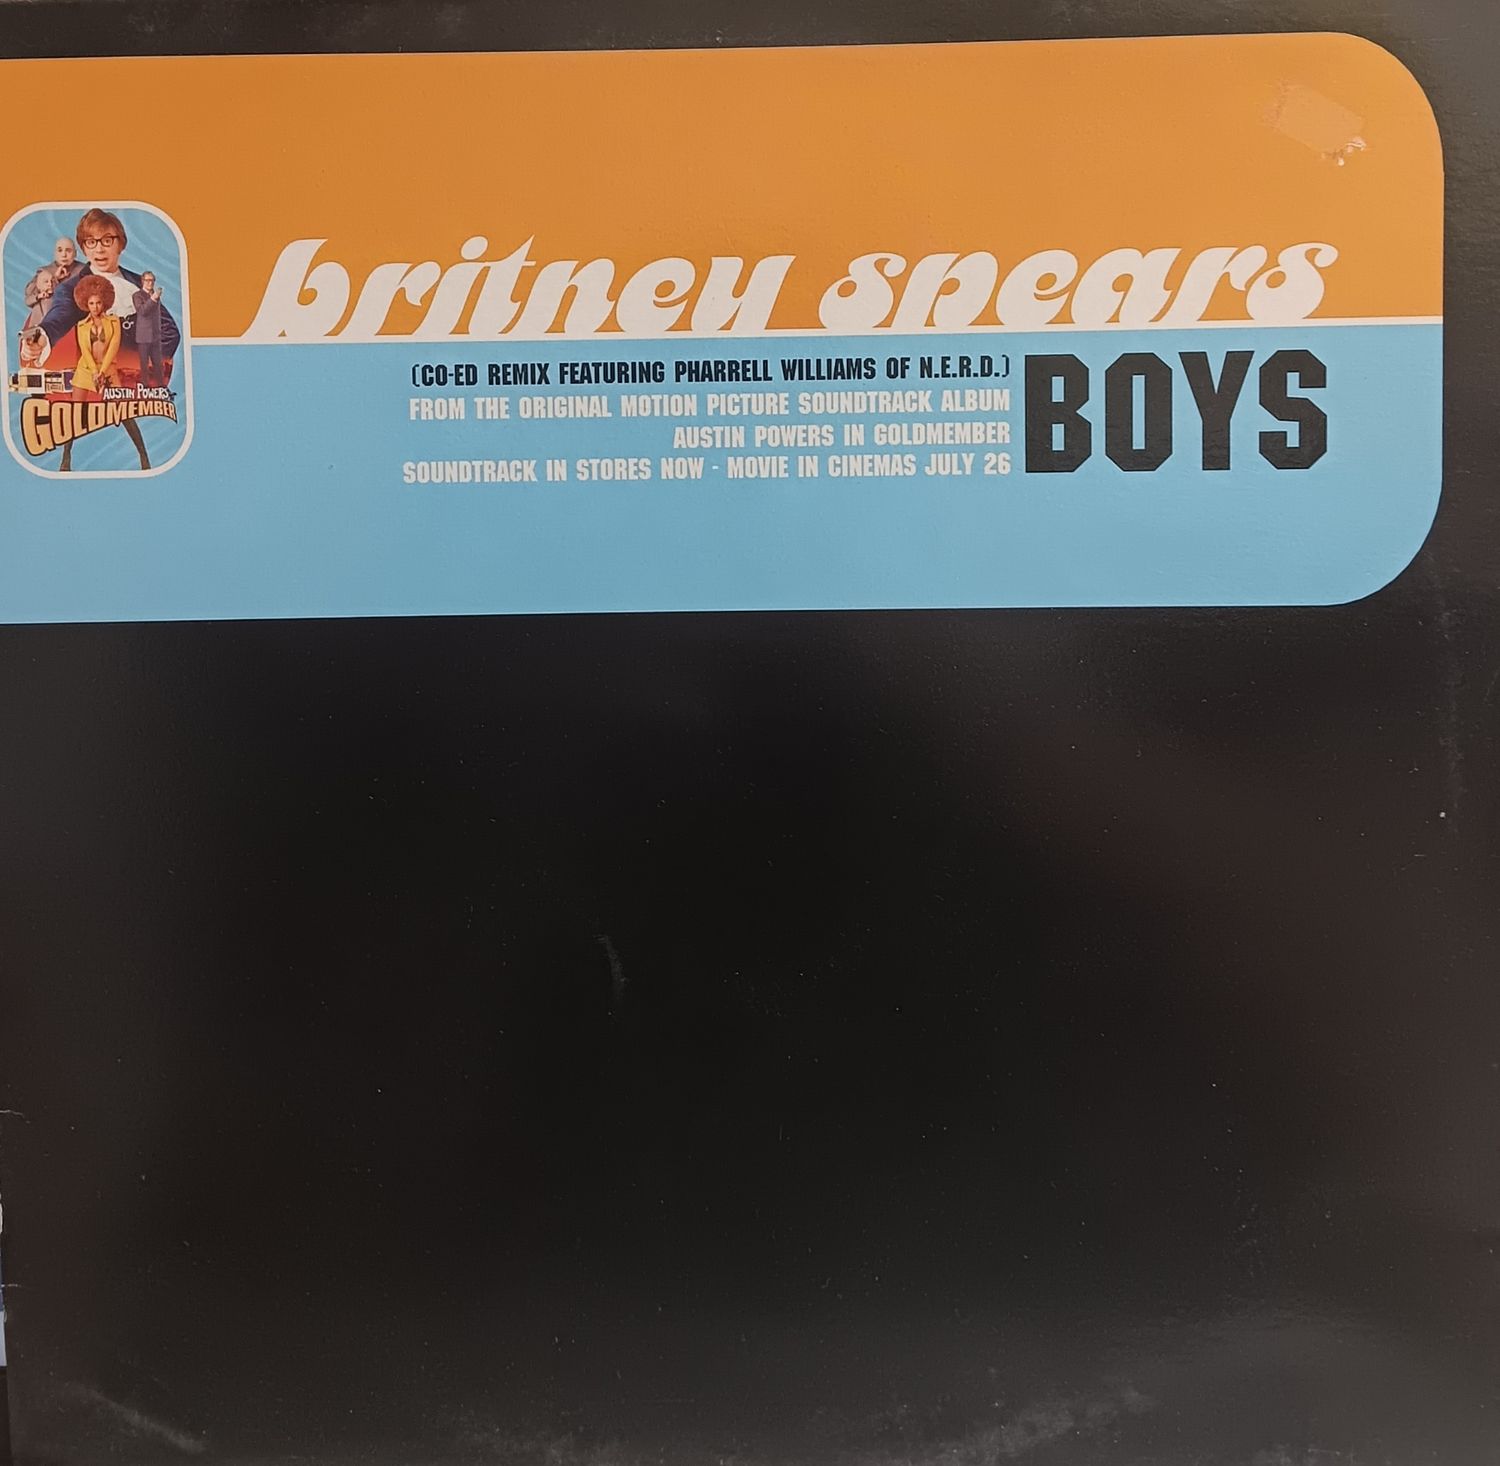 britney spears
(CO-ED REMIX FEATURING PHARRELL WILLIAMS OF N.E.R.D.)
FROM THE ORIGINAL MOTION PICTURE SOUNDTRACK ALBUM
AUSTIN POWERS IN GOLDMEMBER
SOUNDTRACK IN STORES NOW - MOVIE IN CINEMAS JULY 26
BOYS
AUSTIN POWERS
GOLDMEMBER